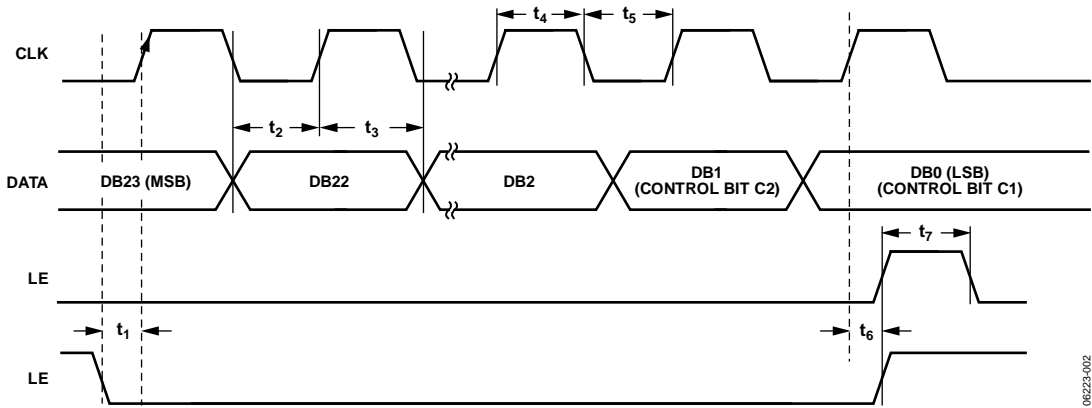 t4
t5
CLK
t2
t3
DATA
DB23 (MSB)
DB22
DB2
DB1
(CONTROL BIT C2)
DB0 (LSB)
(CONTROL BIT C1)
t7
LE
t1
t6
LE
06223-002